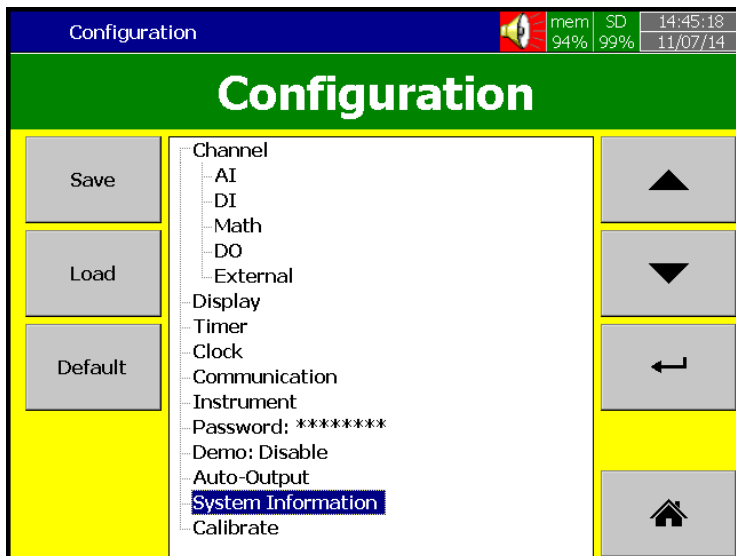 Configuration
mem
94%
SD
99%
14:45:18
11/07/14
Configuration
Save
Load
Default
Channel
AI
DI
Math
DO
External
Display
Timer
Clock
Communication
Instrument
Password: ********
Demo: Disable
Auto-Output
System Information
Calibrate